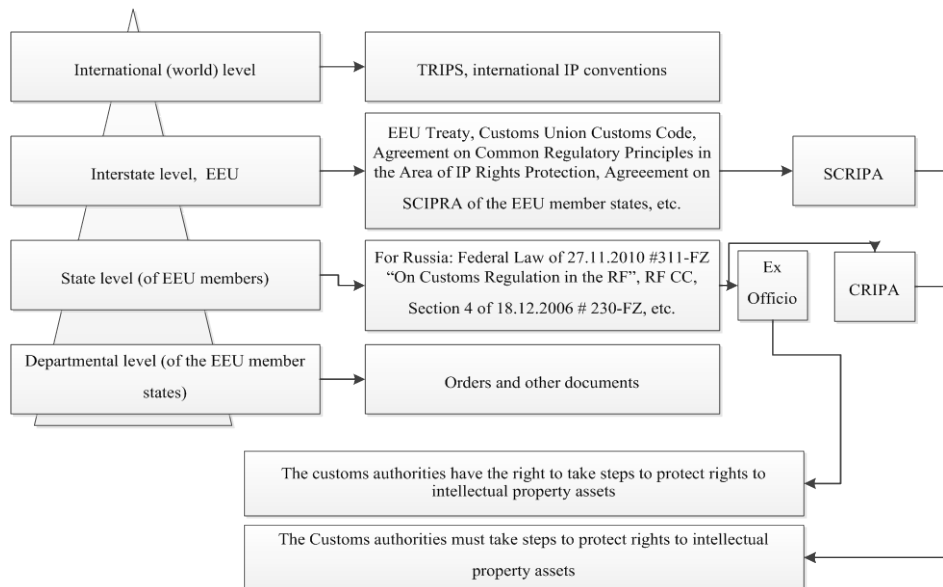 International (world) level
TRIPS, international IP conventions
Interstate level, EEU
EEU Treaty, Customs Union Customs Code,
Agreement on Common Regulatory Principles in
the Area of IP Rights Protection, Agreeement on
SCIPRA of the EEU member states, etc.
SCRIPA
State level (of EEU members)
For Russia: Federal Law of 27.11.2010 #311-FZ
“On Customs Regulation in the RF”, RF CC,
Section 4 of 18.12.2006 # 230-FZ, etc.
Ex
Officio
CRIPA
Departmental level (of the EEU member
states)
Orders and other documents
The customs authorities have the right to take steps to protect rights to
intellectual property assets
The Customs authorities must take steps to protect rights to intellectual
property assets